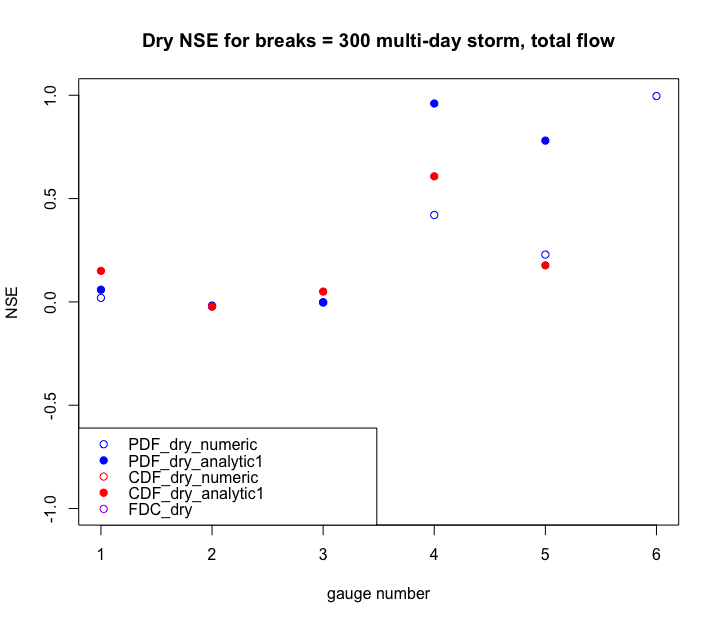 Dry NSE for breaks = 300 multi-day storm, total flow
1.0
0.5
0.0
-0.5
-1.0
NSE
PDF_dry_numeric
PDF_dry_analytic1
CDF_dry_numeric
CDF_dry_analytic1
FDC_dry
1 2 3 4 5 6
gauge number